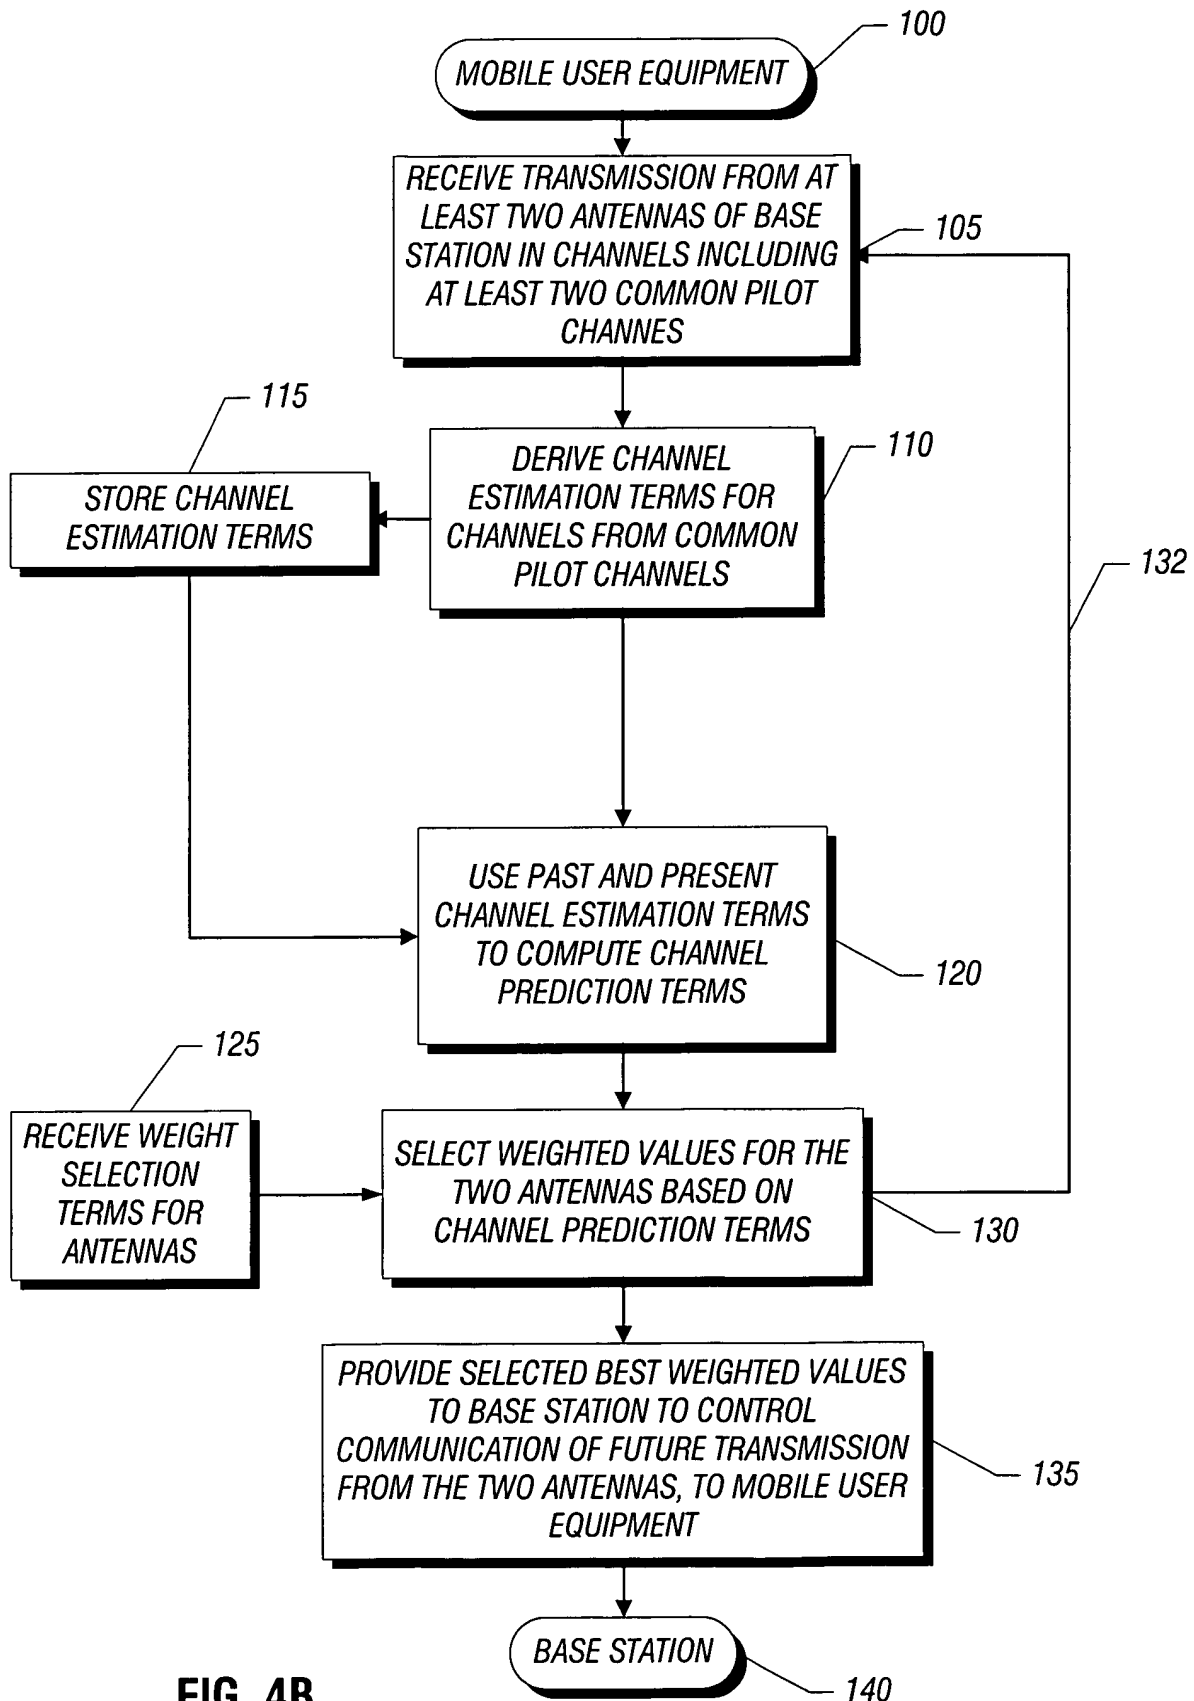 100
MOBILE USER EQUIPMENT
RECEIVE TRANSMISSION FROM AT
LEAST TWO ANTENNAS OF BASE
STATION IN CHANNELS INCLUDING
AT LEAST TWO COMMON PILOT
CHANNES
105
115
STORE CHANNEL
ESTIMATION TERMS
DERIVE CHANNEL
ESTIMATION TERMS FOR
CHANNELS FROM COMMON
PILOT CHANNELS
110
132
USE PAST AND PRESENT
CHANNEL ESTIMATION TERMS
TO COMPUTE CHANNEL
PREDICTION TERMS
120
125
RECEIVE WEIGHT
SELECTION
TERMS FOR
ANTENNAS
SELECT WEIGHTED VALUES FOR THE
TWO ANTENNAS BASED ON
CHANNEL PREDICTION TERMS
130
PROVIDE SELECTED BEST WEIGHTED VALUES
TO BASE STATION TO CONTROL
COMMUNICATION OF FUTURE TRANSMISSION
FROM THE TWO ANTENNAS, TO MOBILE USER
EQUIPMENT
135
BASE STATION
140
FIG. 4B